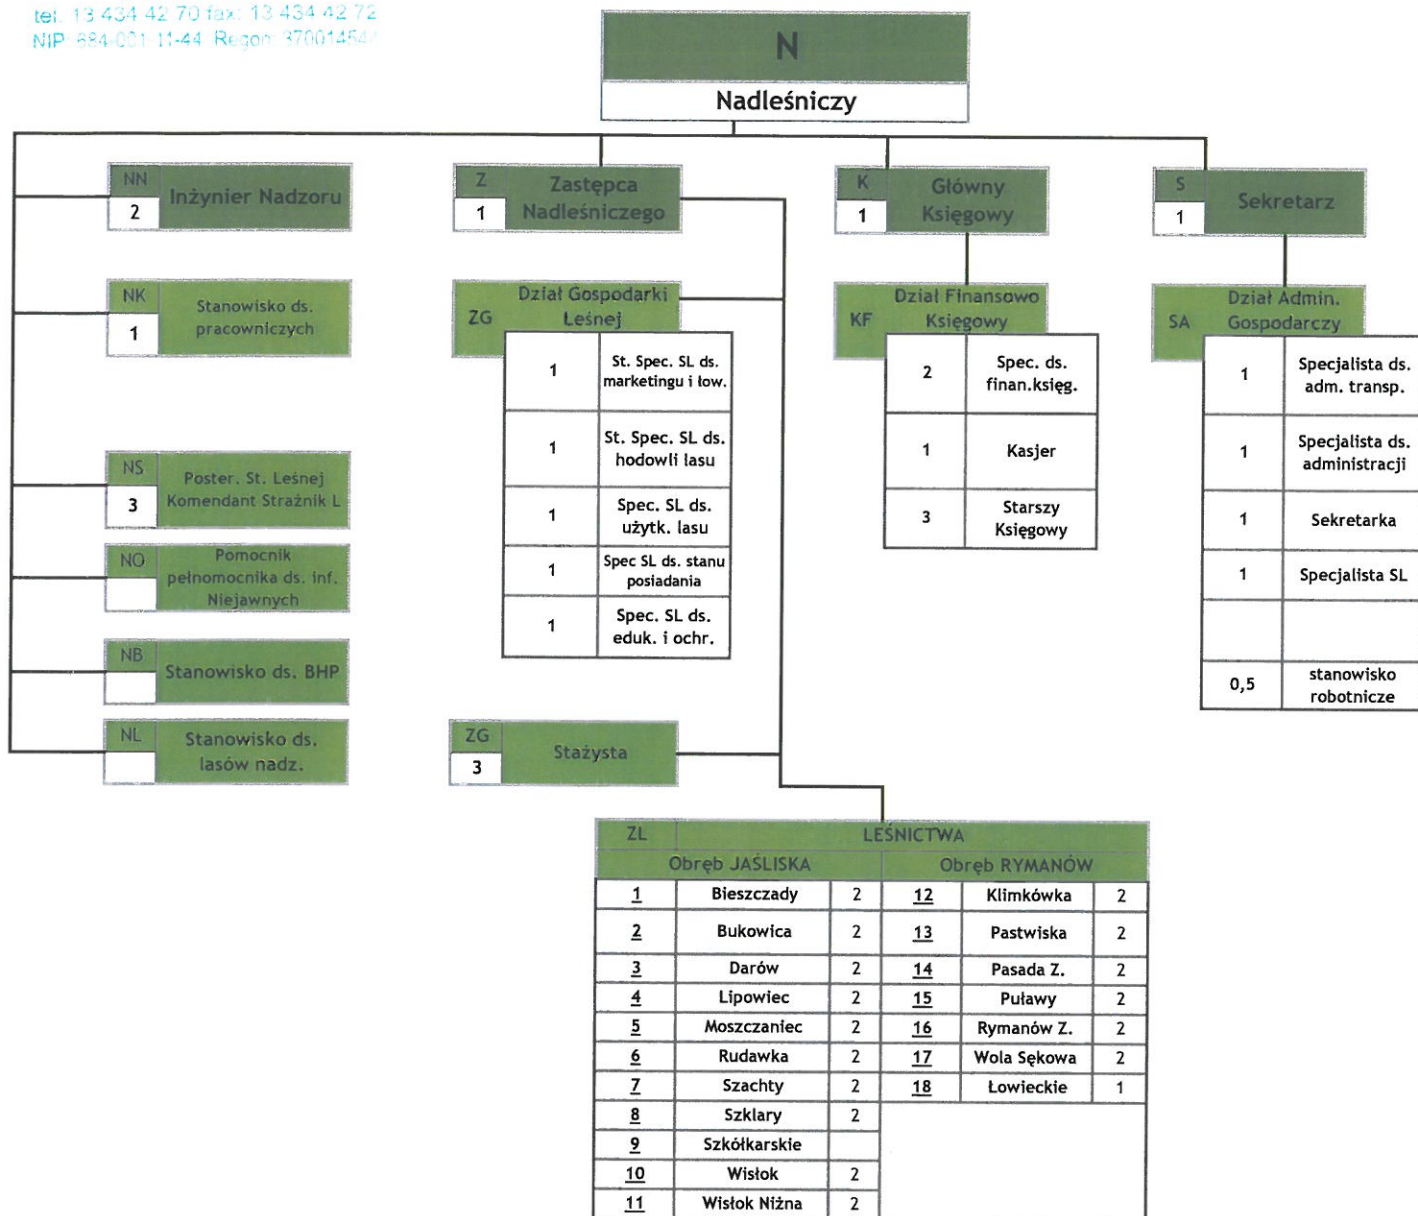 tel. 13 434 42 70 fax: 13 434 42 72
NIP 684-001-11-44 Regon: 37001454
N
Nadleśniczy
NN
2
Inżynier Nadzoru
Z
1
Zastępca
Nadleśniczego
K
1
Główny
Księgowy
S
1
Sekretarz
NK
1
Stanowisko ds.
pracowniczych
ZG
Dział Gospodarki
Leśnej
1 St. Spec. SL ds.
marketingu i łow.
1 St. Spec. SL ds.
hodowli lasu
1 Spec. SL ds.
użytk. lasu
1 Spec SL ds. stanu
posiadania
1 Spec. SL ds.
eduk. i ochr.
KF
Dział Finansowo
Księgowy
2 Spec. ds.
finan.księg.
1 Kasjer
3 Starszy
Księgowy
SA
Dział Admin.
Gospodarczy
1 Specjalista ds.
adm. transp.
1 Specjalista ds.
administracji
1 Sekretarka
1 Specjalista SL
0,5 stanowisko
robotnicze
NS
3
Poster. St. Leśnej
Komendant Strażnik L
NO
Pomocnik
pełnomocnika ds. inf.
Niejawnych
NB
Stanowisko ds. BHP
NL
Stanowisko ds.
lasów nadz.
ZG
3
Stażysta
ZL LEŚNICTWA
Obręb JAŚLISKA Obręb RYMANÓW
1 Bieszczady 2 12 Klimkówka 2
2 Bukowica 2 13 Pastwiska 2
3 Darów 2 14 Pasada Z. 2
4 Lipowiec 2 15 Puławy 2
5 Moszczaniec 2 16 Rymanów Z. 2
6 Rudawka 2 17 Wola Sękowa 2
7 Szachty 2 18 Łowieckie 1
8 Szklary 2
9 Szkółkarskie
10 Wisłok 2
11 Wisłok Niżna 2